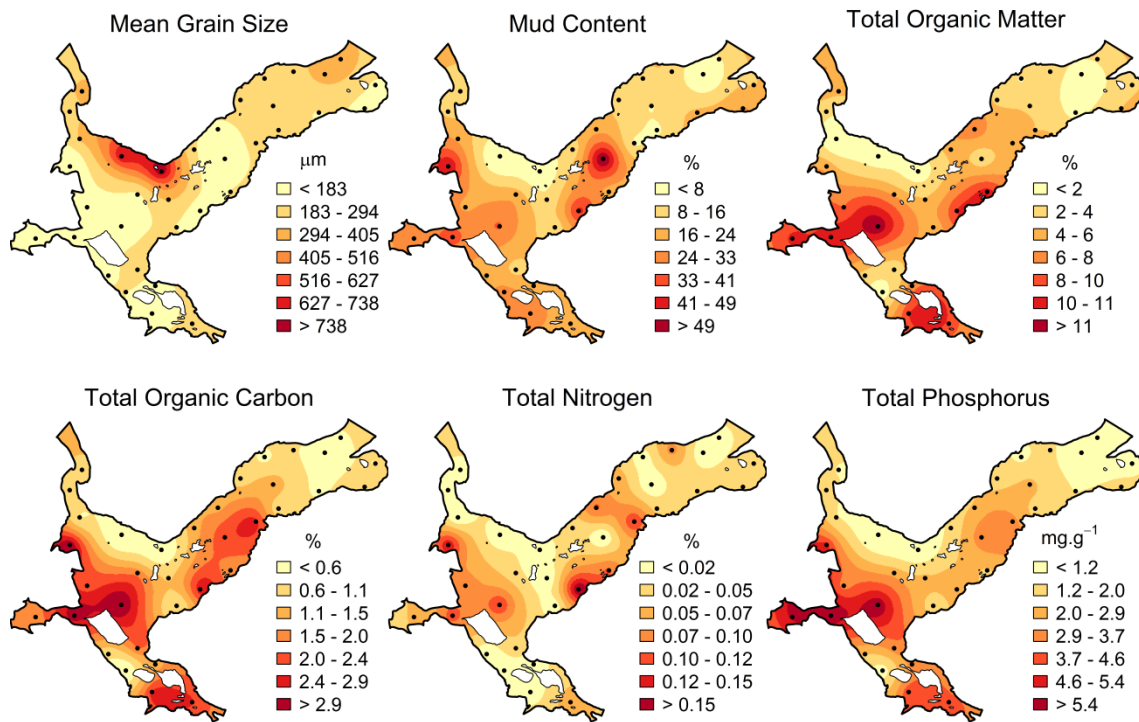 Mean Grain Size
μm
< 183
183 - 294
294 - 405
405 - 516
516 - 627
627 - 738
> 738
Mud Content
%
< 8
8 - 16
16 - 24
24 - 33
33 - 41
41 - 49
> 49
Total Organic Matter
%
< 2
2 - 4
4 - 6
6 - 8
8 - 10
10 - 11
> 11
Total Organic Carbon
%
< 0.6
0.6 - 1.1
1.1 - 1.5
1.5 - 2.0
2.0 - 2.4
2.4 - 2.9
> 2.9
Total Nitrogen
%
< 0.02
0.02 - 0.05
0.05 - 0.07
0.07 - 0.10
0.10 - 0.12
0.12 - 0.15
> 0.15
Total Phosphorus
mg.g⁻¹
< 1.2
1.2 - 2.0
2.0 - 2.9
2.9 - 3.7
3.7 - 4.6
4.6 - 5.4
> 5.4